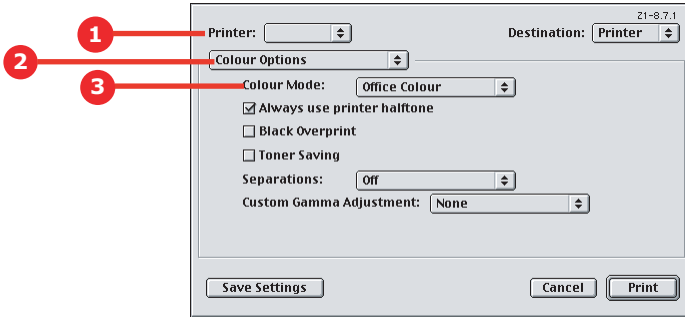 Z1-8.7.1
1 Printer: Destination: Printer
2 Colour Options
3 Colour Mode: Office Colour
Always use printer halftone
Black Overprint
Toner Saving
Separations: Off
Custom Gamma Adjustment: None
Save Settings Cancel Print